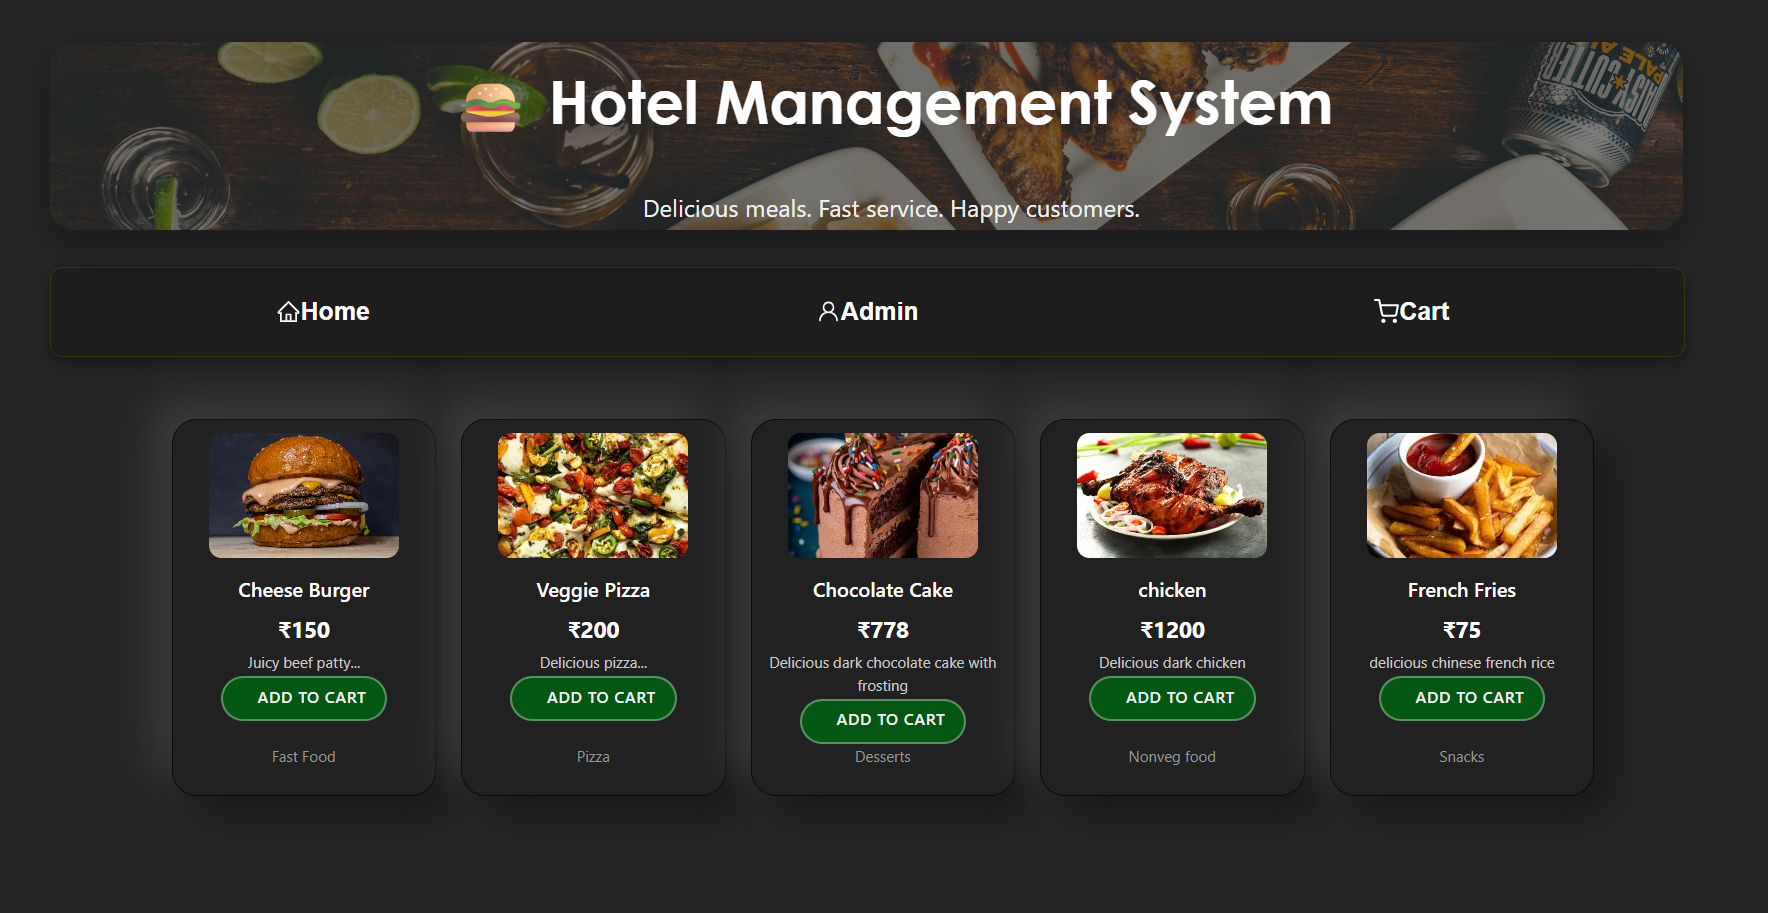 Hotel Management System
Delicious meals. Fast service. Happy customers.
Home
Admin
Cart
Cheese Burger
₹150
Juicy beef patty...
ADD TO CART
Fast Food
Veggie Pizza
₹200
Delicious pizza...
ADD TO CART
Pizza
Chocolate Cake
₹778
Delicious dark chocolate cake with
frosting
ADD TO CART
Desserts
chicken
₹1200
Delicious dark chicken
ADD TO CART
Nonveg food
French Fries
₹75
delicious chinese french rice
ADD TO CART
Snacks